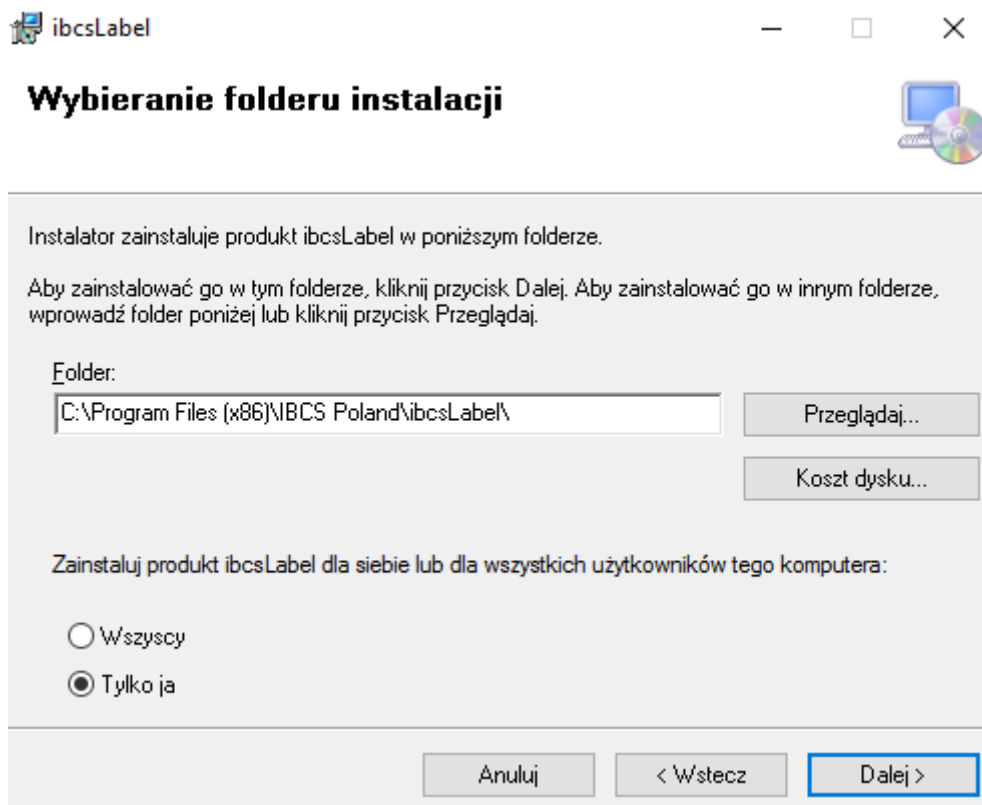 ibcsLabel
Wybieranie folderu instalacji
Instalator zainstaluje produkt ibcsLabel w poniższym folderze.
Aby zainstalować go w tym folderze, kliknij przycisk Dalej. Aby zainstalować go w innym folderze,
wprowadź folder poniżej lub kliknij przycisk Przeglądaj.
Folder:
C:\Program Files (x86)\IBCS Poland\ibcsLabel\
Przeglądaj...
Koszt dysku...
Zainstaluj produkt ibcsLabel dla siebie lub dla wszystkich użytkowników tego komputera:
Wszyscy
Tylko ja
Anuluj
< Wstecz
Dalej >